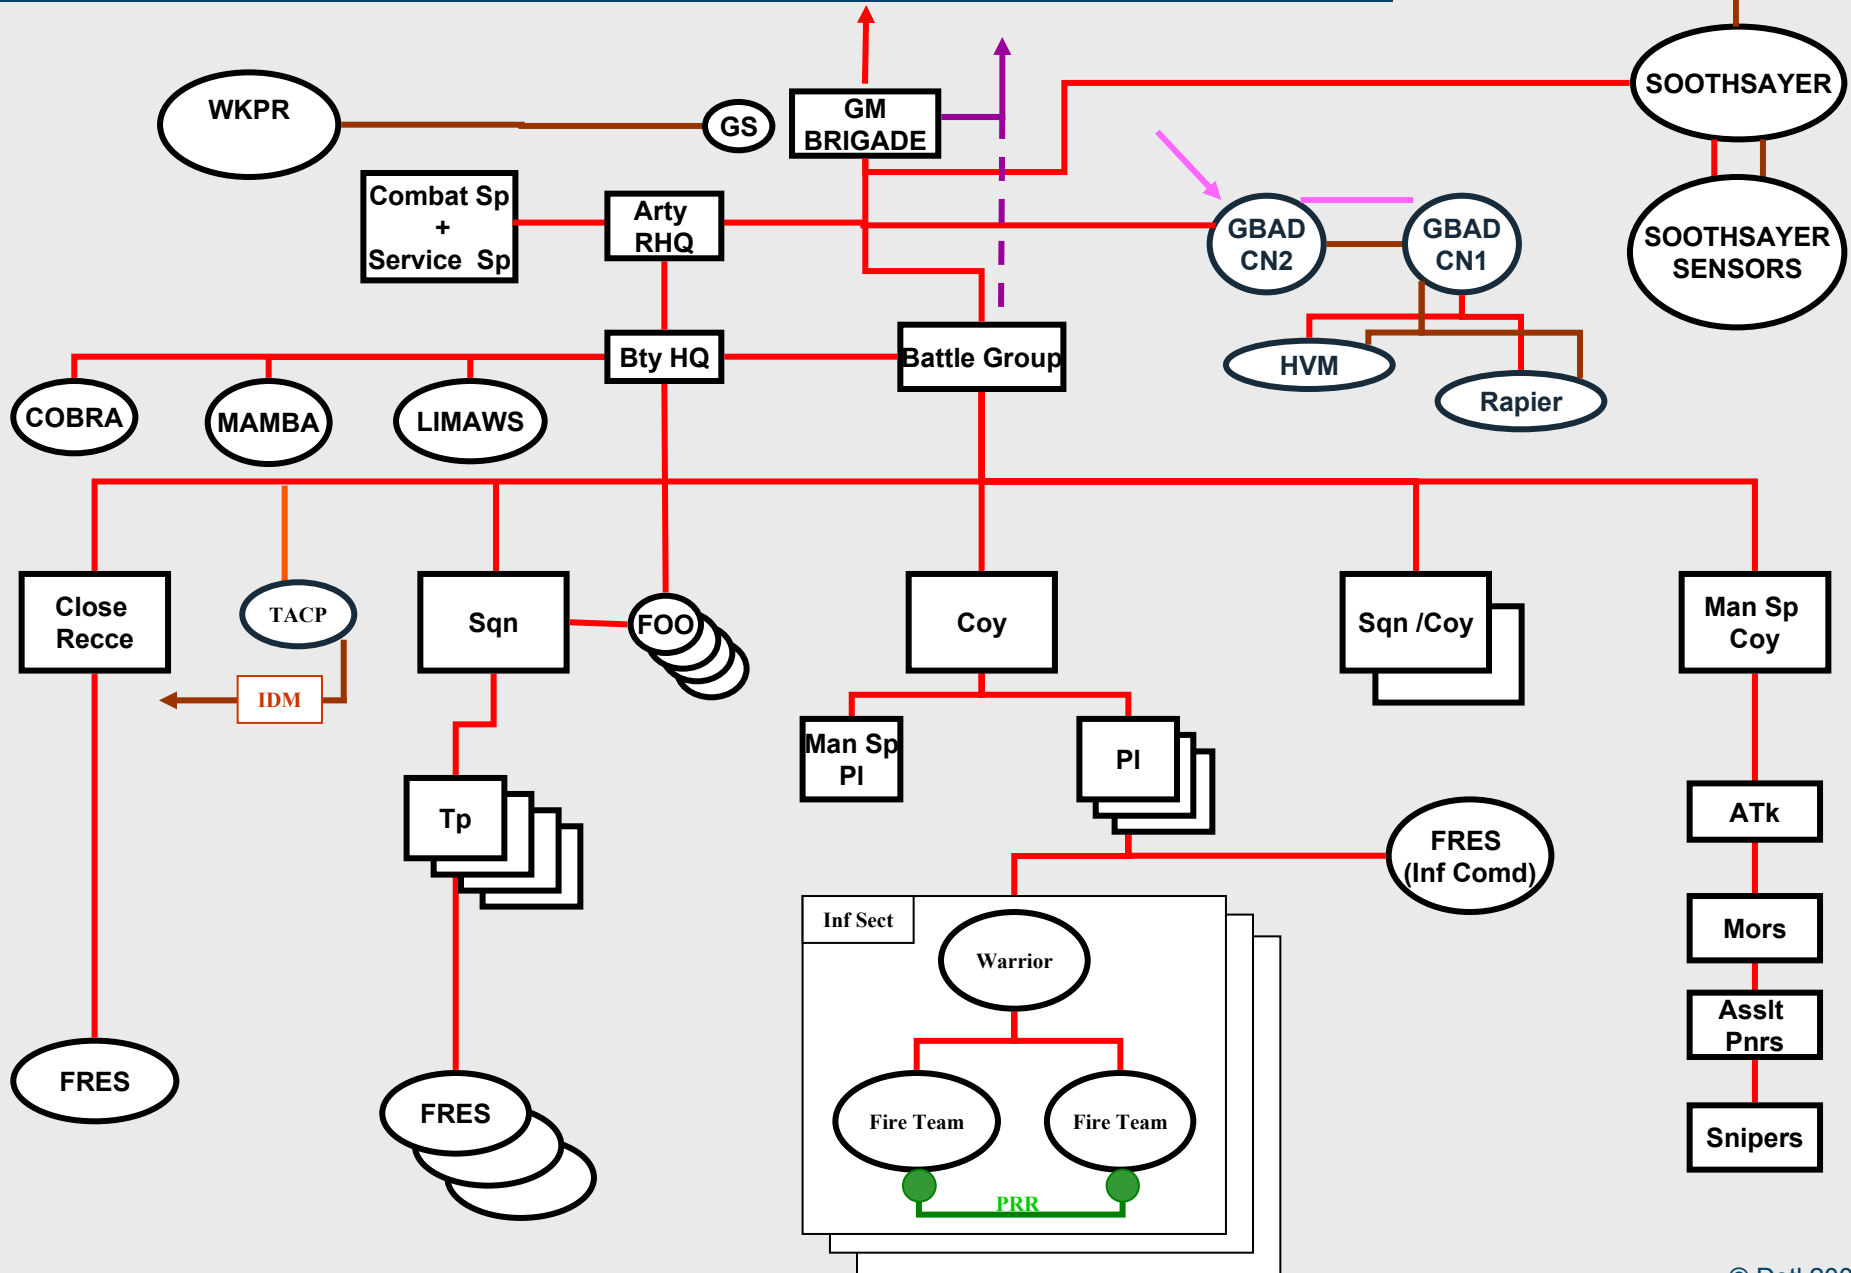 WKPR
GS
GM
BRIGADE
SOOTHSAYER
Combat Sp
+
Service Sp
Arty
RHQ
GBAD
CN2
GBAD
CN1
SOOTHSAYER
SENSORS
Bty HQ
Battle Group
HVM
Rapier
COBRA
MAMBA
LIMAWS
Close
Recce
TACP
IDM
Sqn
FOO
Coy
Sqn /Coy
Man Sp
Coy
Man Sp
Pl
Pl
Tp
FRES
(Inf Comd)
ATk
Mors
Asslt
Pnrs
Snipers
Inf Sect
Warrior
Fire Team
Fire Team
PRR
FRES
FRES